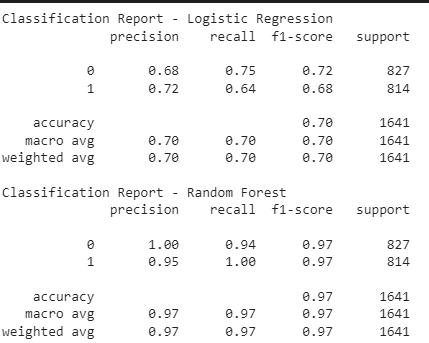 Classification Report - Logistic Regression
precision recall f1-score support
0 0.68 0.75 0.72 827
1 0.72 0.64 0.68 814
accuracy 0.70 1641
macro avg 0.70 0.70 0.70 1641
weighted avg 0.70 0.70 0.70 1641
Classification Report - Random Forest
precision recall f1-score support
0 1.00 0.94 0.97 827
1 0.95 1.00 0.97 814
accuracy 0.97 1641
macro avg 0.97 0.97 0.97 1641
weighted avg 0.97 0.97 0.97 1641